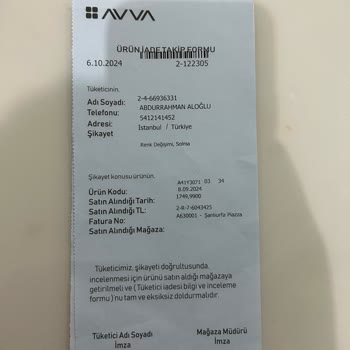 AVVA
ÜRÜN İADE TAKİP FORMU
6.10.2024 2-122305
Tüketicinin.
2-4-66936331
Adı Soyadı: ABDURRAHMAN ALOĞLU
Telefonu: 5412141452
Adresi: İstanbul / Türkiye
Şikayet
Renk Değişimi, Solma
Şikayet konusu ürünün.
Ürün Kodu: A91Y3071 03 34
Satın Alındığı Tarih: 8.09.2024
Satın Alındığı TL: 1749,9900
Fatura No: 2-R-7-6043425
Satın Alındığı Mağaza: A630001 - Şanlıurfa Piazza
Tüketicimiz, şikayeti doğrultusunda,
incelenmesi için ürünü satın aldığı mağazaya
getirilmeli ve ( Tüketici iadesi bilgi ve inceleme
formu )'nu tam ve eksiksiz doldurmalıdır.
Tüketici Adı Soyadı Mağaza Müdürü
İmza İmza